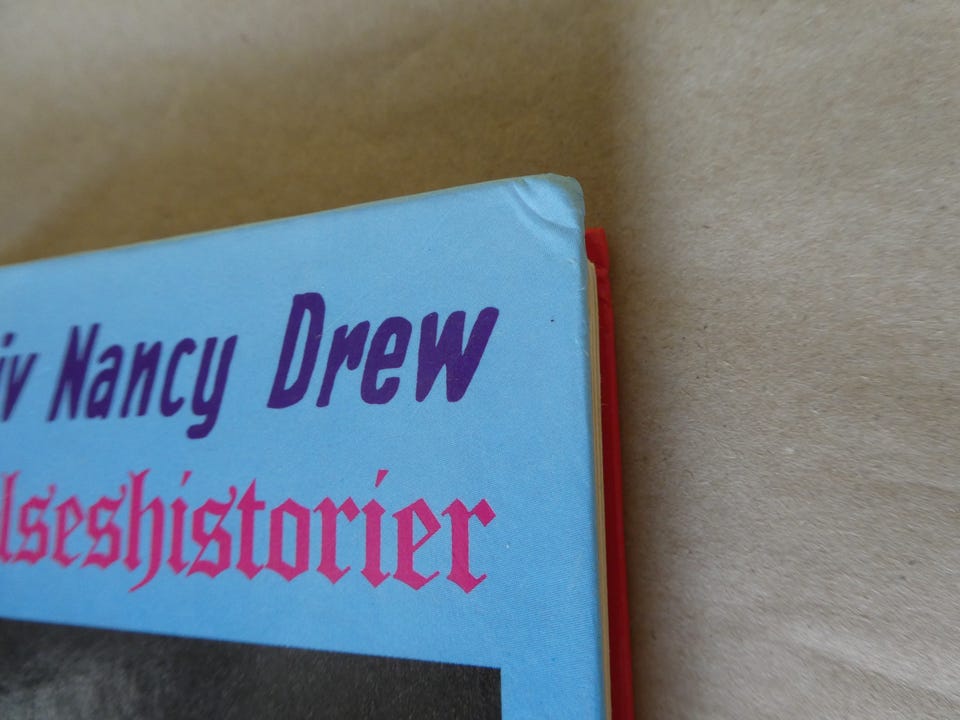 iv Nancy Drew
lseshistorier